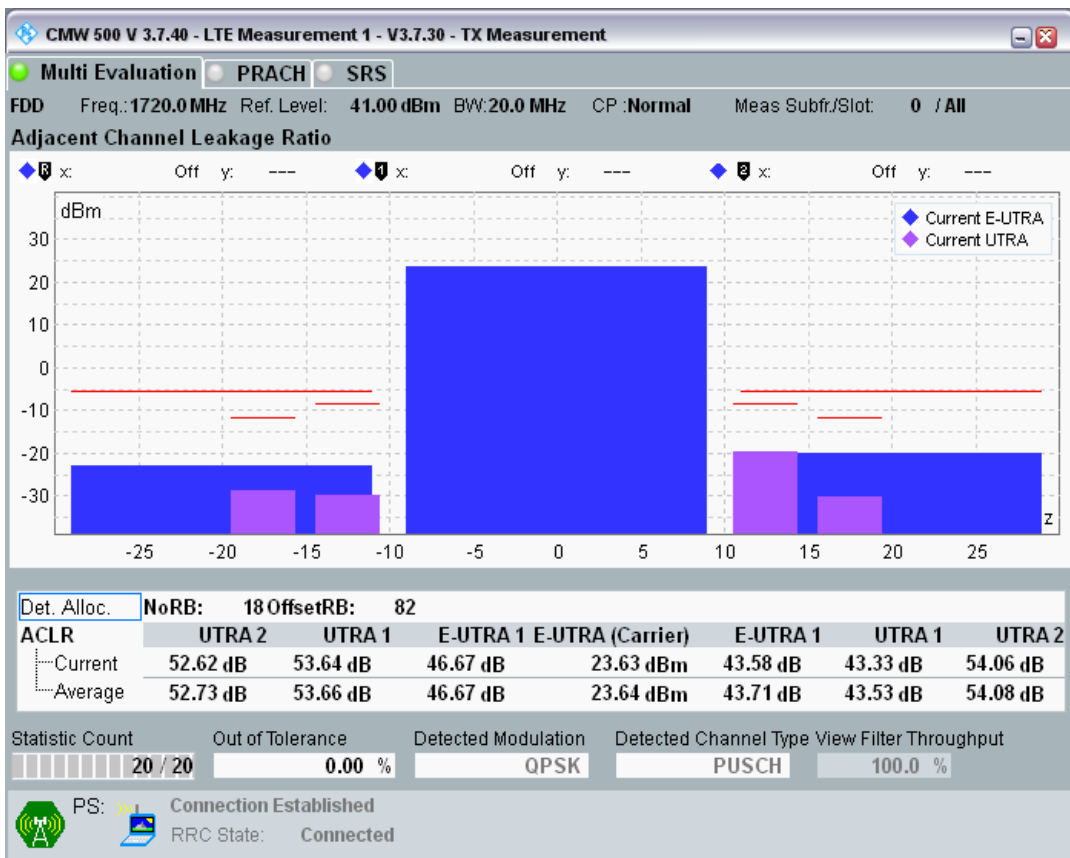 CMW 500 V 3.7.40 - LTE Measurement 1 - V3.7.30 - TX Measurement
Multi Evaluation PRACH SRS
FDD Freq.:1720.0 MHz Ref. Level: 41.00 dBm BW:20.0 MHz CP :Normal Meas Subfr./Slot: 0 / All
Adjacent Channel Leakage Ratio
R x: Off y: --- 1 x: Off y: --- 2 x: Off y: ---
dBm
Current E-UTRA
Current UTRA
30
20
10
0
-10
-20
-30
z
-25 -20 -15 -10 -5 0 5 10 15 20 25
Det. Alloc. NoRB: 18 OffsetRB: 82
ACLR UTRA 2 UTRA 1 E-UTRA 1 E-UTRA (Carrier) E-UTRA 1 UTRA 1 UTRA 2
Current 52.62 dB 53.64 dB 46.67 dB 23.63 dBm 43.58 dB 43.33 dB 54.06 dB
Average 52.73 dB 53.66 dB 46.67 dB 23.64 dBm 43.71 dB 43.53 dB 54.08 dB
Statistic Count Out of Tolerance Detected Modulation Detected Channel Type View Filter Throughput
20 / 20 0.00 % QPSK PUSCH 100.0 %
PS: Connection Established
RRC State: Connected